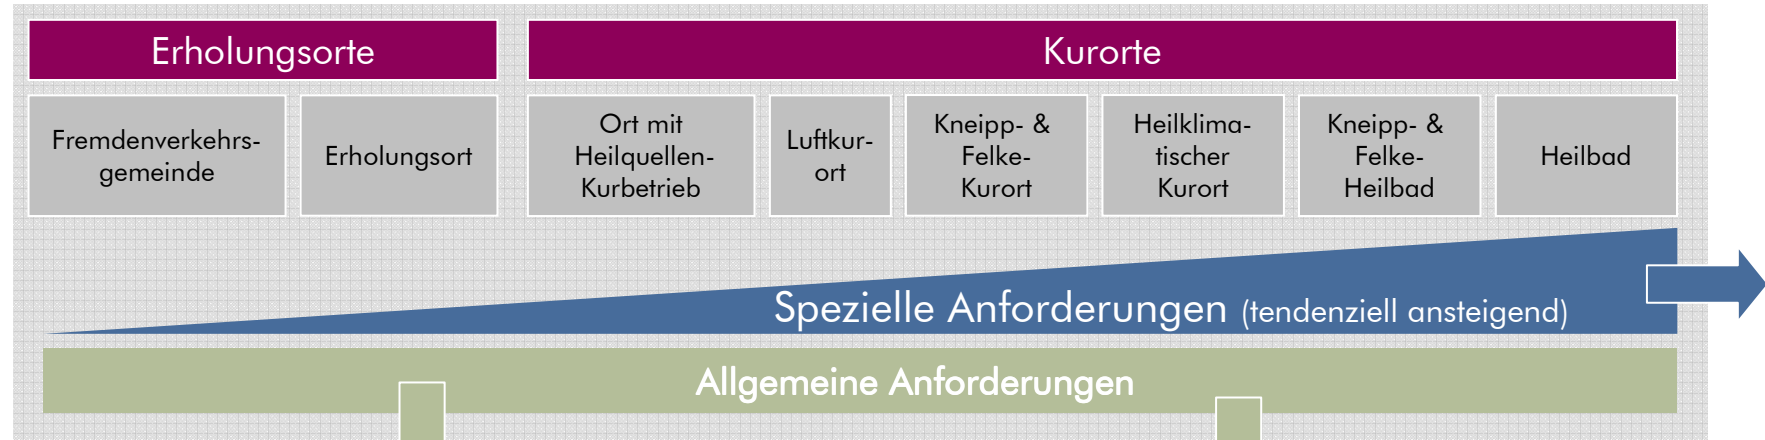 Erholungsorte
Kurorte
Fremdenverkehrs-
gemeinde
Erholungsort
Ort mit
Heilquellen-
Kurbetrieb
Luftkur-
ort
Kneipp- &
Felke-
Kurort
Heilklima-
tischer
Kurort
Kneipp- &
Felke-
Heilbad
Heilbad
Spezielle Anforderungen (tendenziell ansteigend)
Allgemeine Anforderungen